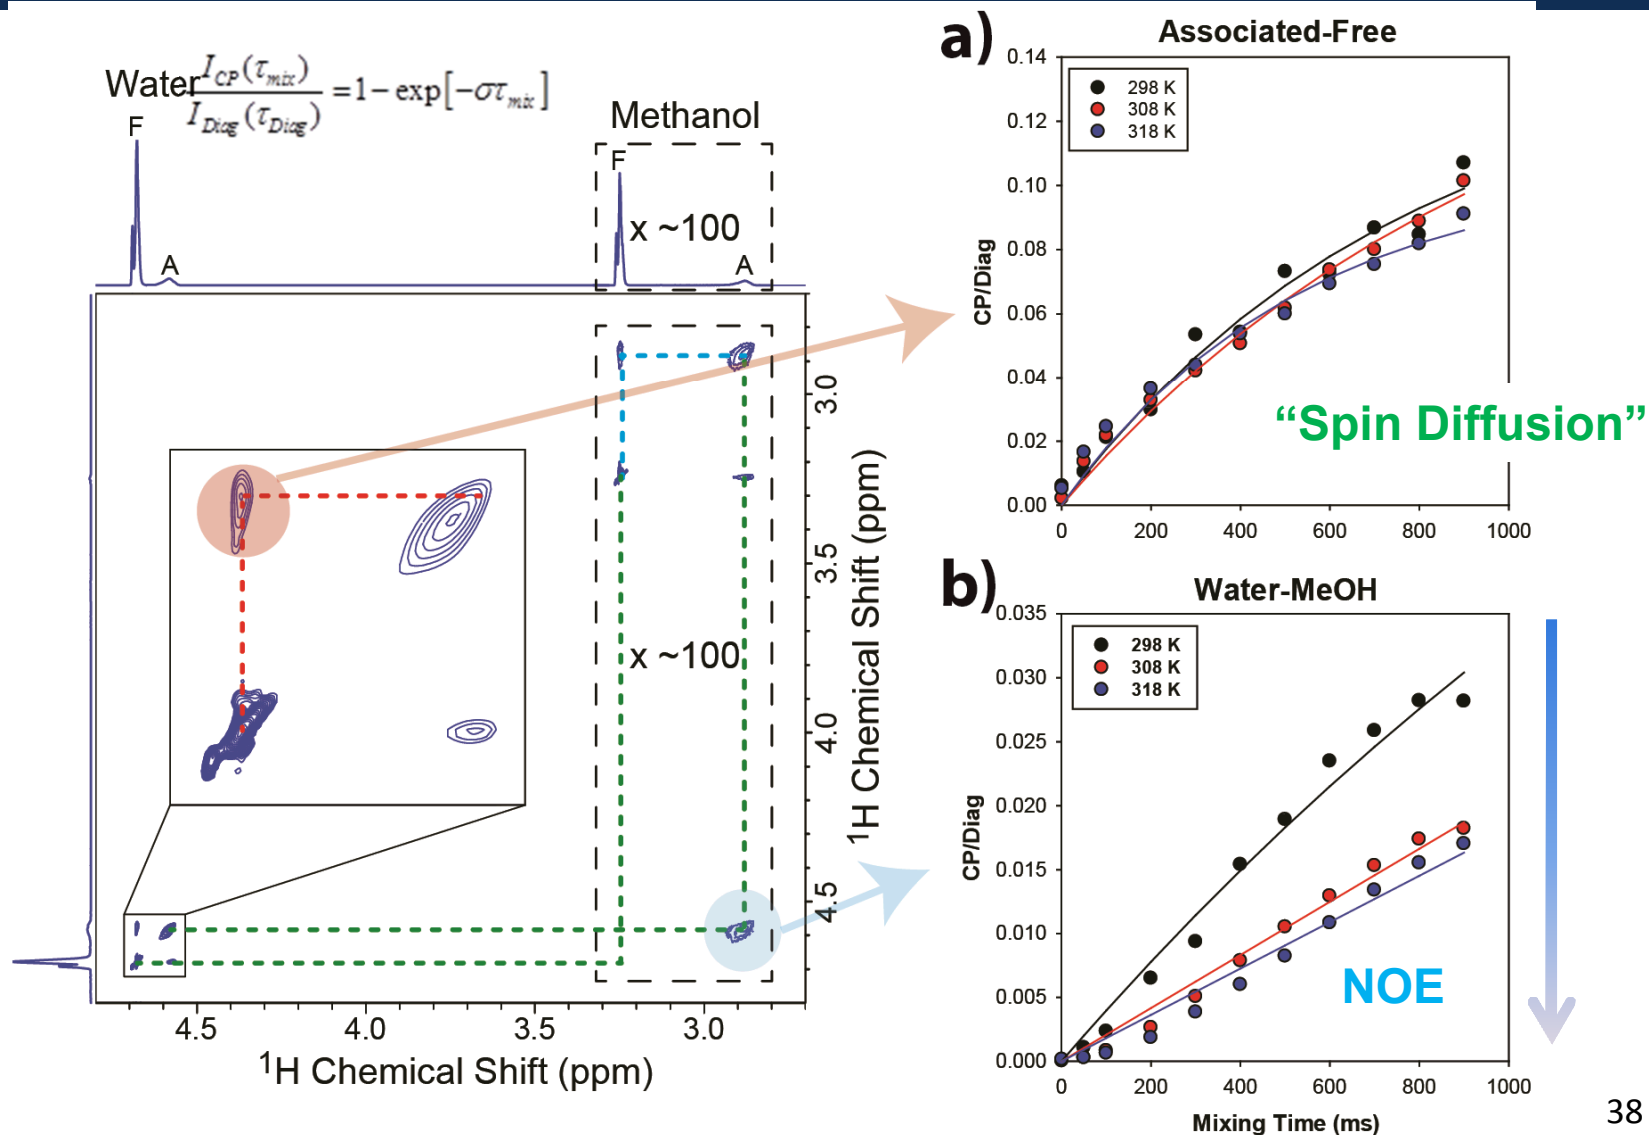 Water I_CP(τ_mix) / I_Diag(τ_Diag) = 1 − exp[−στ_mix]
F
A
Methanol
F
x ~100
A
x ~100
3.0
3.5
4.0
4.5
¹H Chemical Shift (ppm)
4.5 4.0 3.5 3.0
¹H Chemical Shift (ppm)
a)
Associated-Free
298 K
308 K
318 K
0.14
0.12
0.10
0.08
0.06
0.04
0.02
0.00
CP/Diag
0 200 400 600 800 1000
“Spin Diffusion”
b)
Water-MeOH
298 K
308 K
318 K
0.035
0.030
0.025
0.020
0.015
0.010
0.005
0.000
CP/Diag
NOE
0 200 400 600 800 1000
Mixing Time (ms)
38